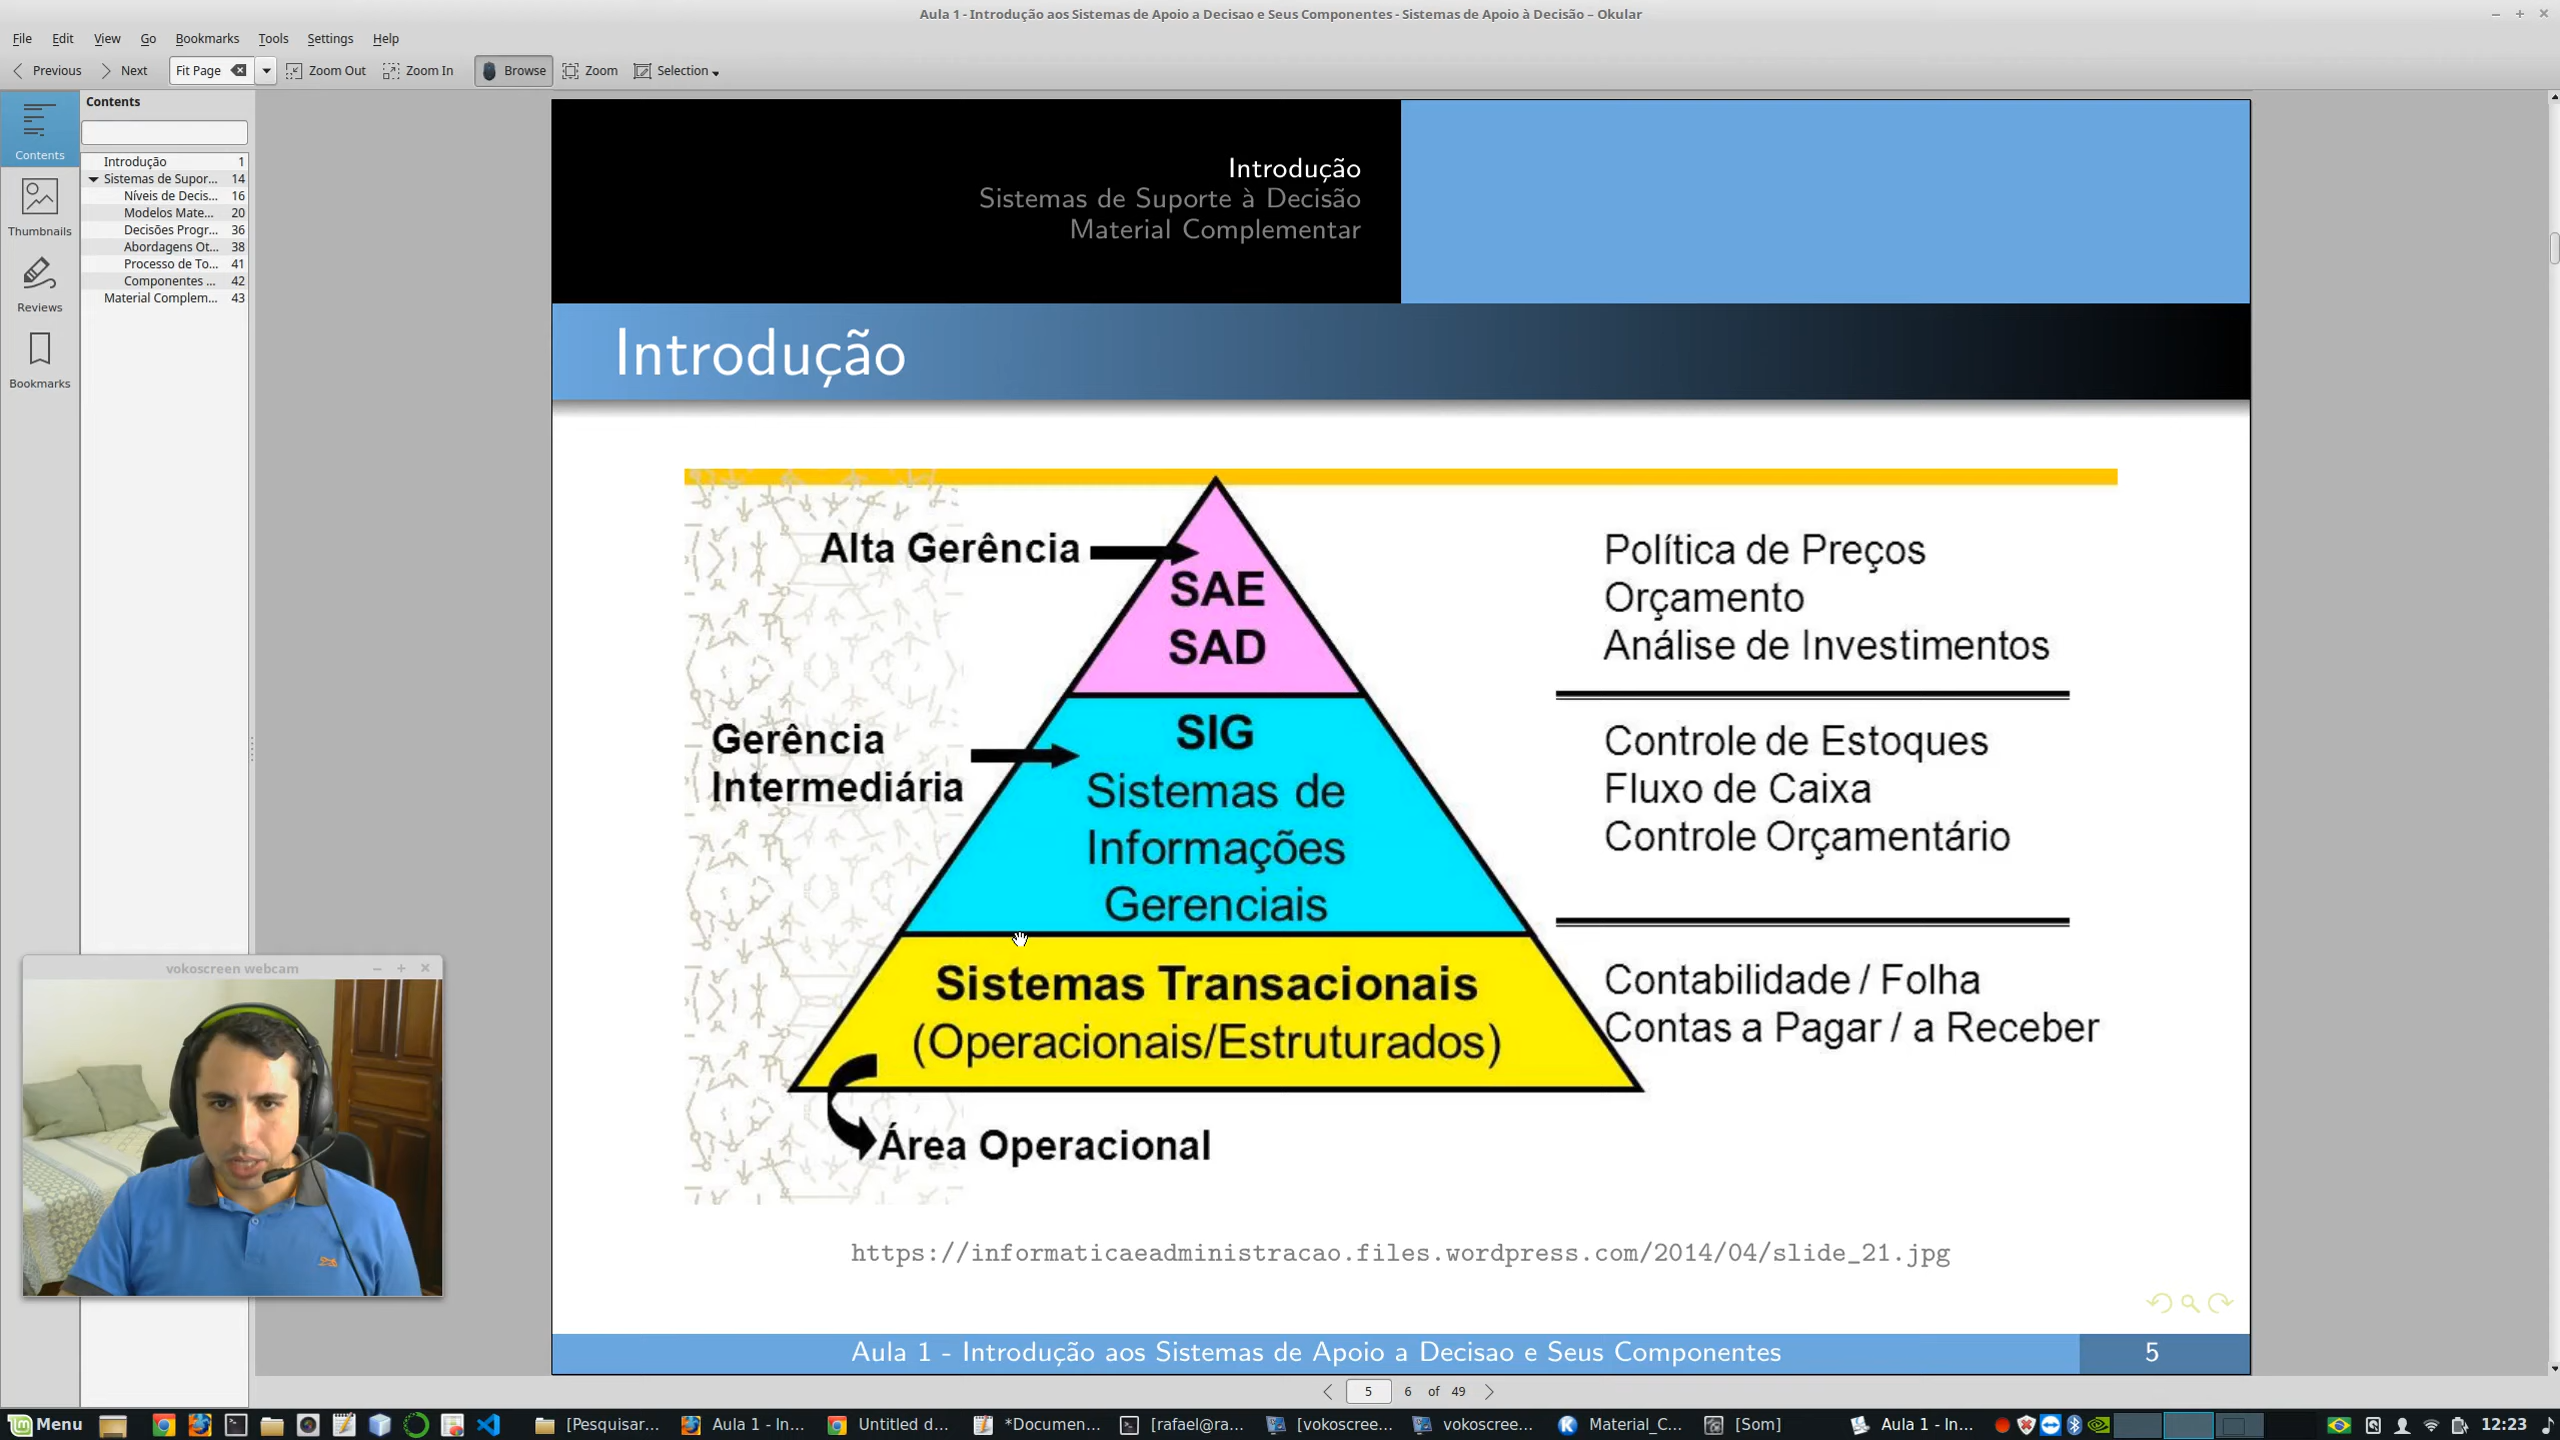 Aula 1 - Introdução aos Sistemas de Apoio a Decisao e Seus Componentes - Sistemas de Apoio à Decisão – Okular
File Edit View Go Bookmarks Tools Settings Help
Previous Next Fit Page Zoom Out Zoom In Browse Zoom Selection
Contents
Contents
Thumbnails
Reviews
Bookmarks
Introdução 1
Sistemas de Supor... 14
Níveis de Decis... 16
Modelos Mate... 20
Decisões Progr... 36
Abordagens Ot... 38
Processo de To... 41
Componentes ... 42
Material Complem... 43
Introdução
Sistemas de Suporte à Decisão
Material Complementar
Introdução
Alta Gerência
SAE
SAD
Política de Preços
Orçamento
Análise de Investimentos
Gerência
Intermediária
SIG
Sistemas de
Informações
Gerenciais
Controle de Estoques
Fluxo de Caixa
Controle Orçamentário
Sistemas Transacionais
(Operacionais/Estruturados)
Contabilidade / Folha
Contas a Pagar / a Receber
Área Operacional
https://informaticaeadministracao.files.wordpress.com/2014/04/slide_21.jpg
Aula 1 - Introdução aos Sistemas de Apoio a Decisao e Seus Componentes 5
vokoscreen webcam
5 6 of 49
Menu [Pesquisar... Aula 1 - In... Untitled d... *Documen... [rafael@ra... [vokoscree... vokoscree... Material_C... [Som] Aula 1 - In... 12:23